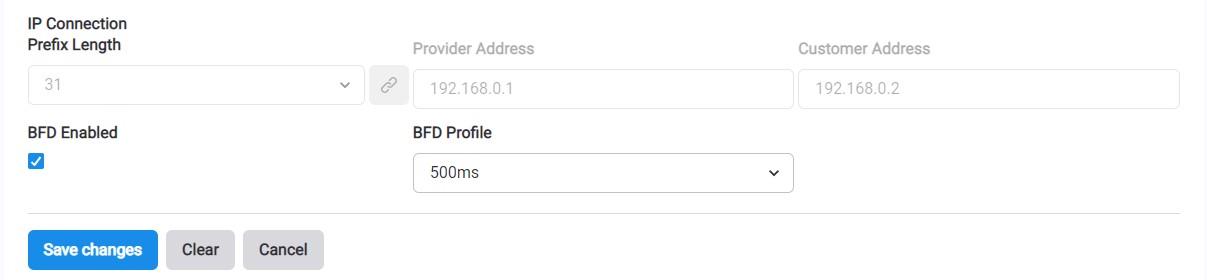 IP Connection
Prefix Length
Provider Address
Customer Address
31
192.168.0.1
192.168.0.2
BFD Enabled
BFD Profile
500ms
Save changes
Clear
Cancel